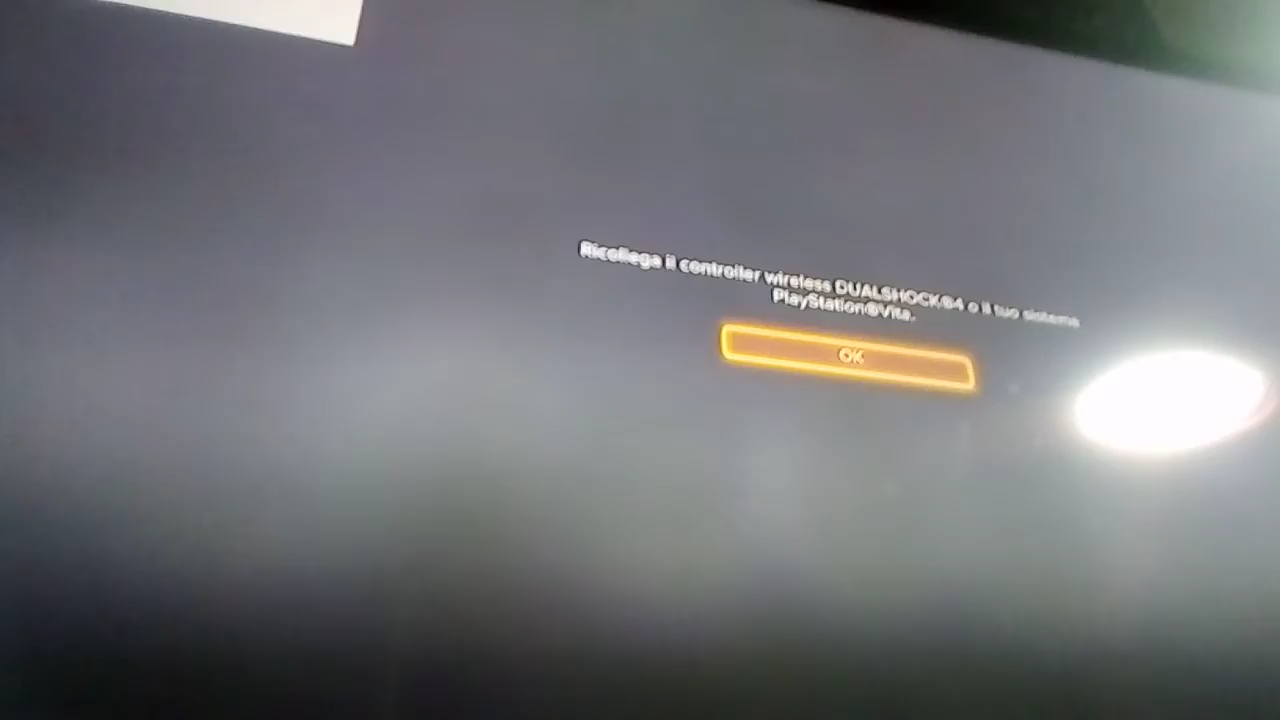 Ricollega il controller wireless DUALSHOCK®4 o il tuo sistema
PlayStation®Vita.
OK